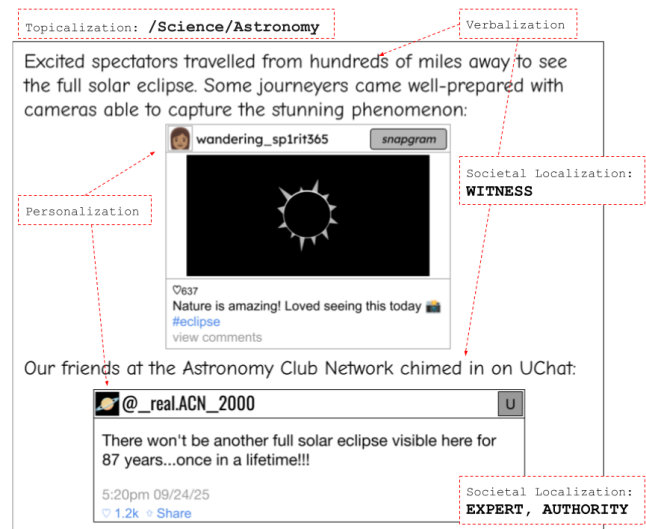 Topicalization: /Science/Astronomy
Verbalization
Excited spectators travelled from hundreds of miles away to see
the full solar eclipse. Some journeyers came well-prepared with
cameras able to capture the stunning phenomenon:
wandering_sp1rit365
snapgram
Societal Localization:
WITNESS
Personalization
♡637
Nature is amazing! Loved seeing this today 📸
#eclipse
view comments
Our friends at the Astronomy Club Network chimed in on UChat:
@_real.ACN_2000
U
There won't be another full solar eclipse visible here for
87 years...once in a lifetime!!!
5:20pm 09/24/25
♡ 1.2k ☆ Share
Societal Localization:
EXPERT, AUTHORITY